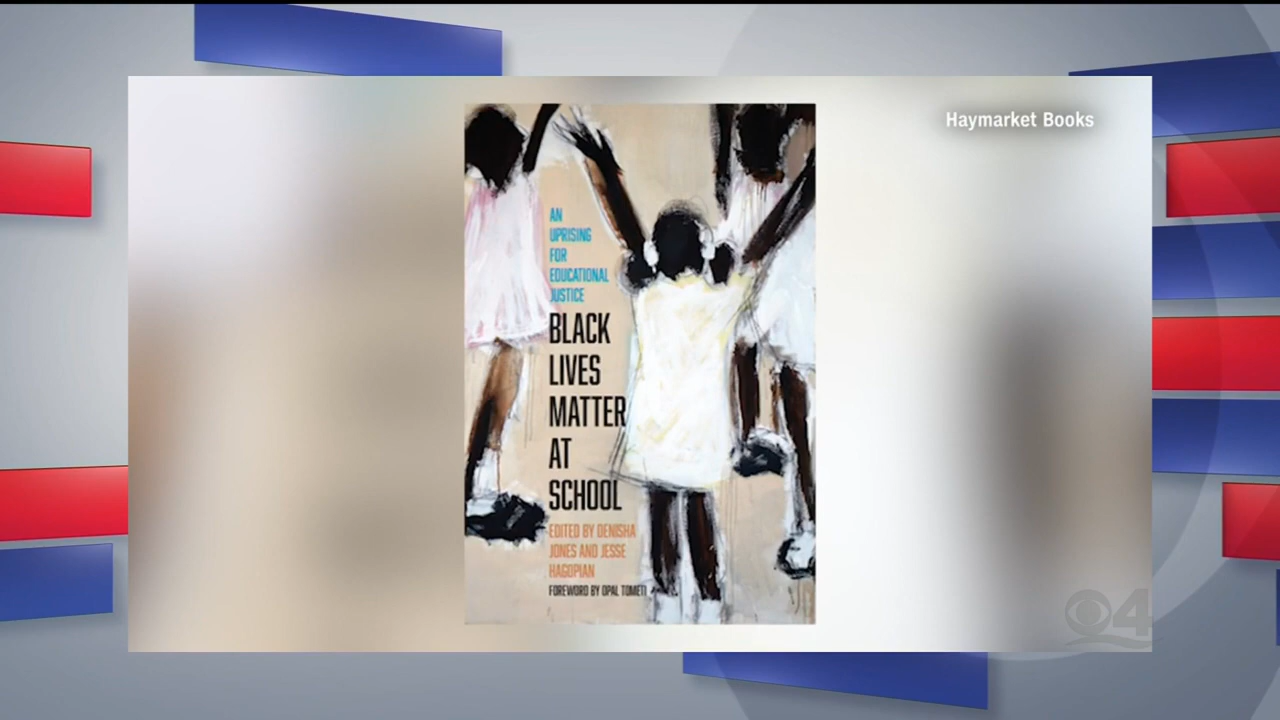 Haymarket Books
AN
UPRISING
FOR
EDUCATIONAL
JUSTICE
BLACK
LIVES
MATTER
AT
SCHOOL
EDITED BY DENISHA
JONES AND JESSE
HAGOPIAN
FOREWORD BY OPAL TOMETI
4